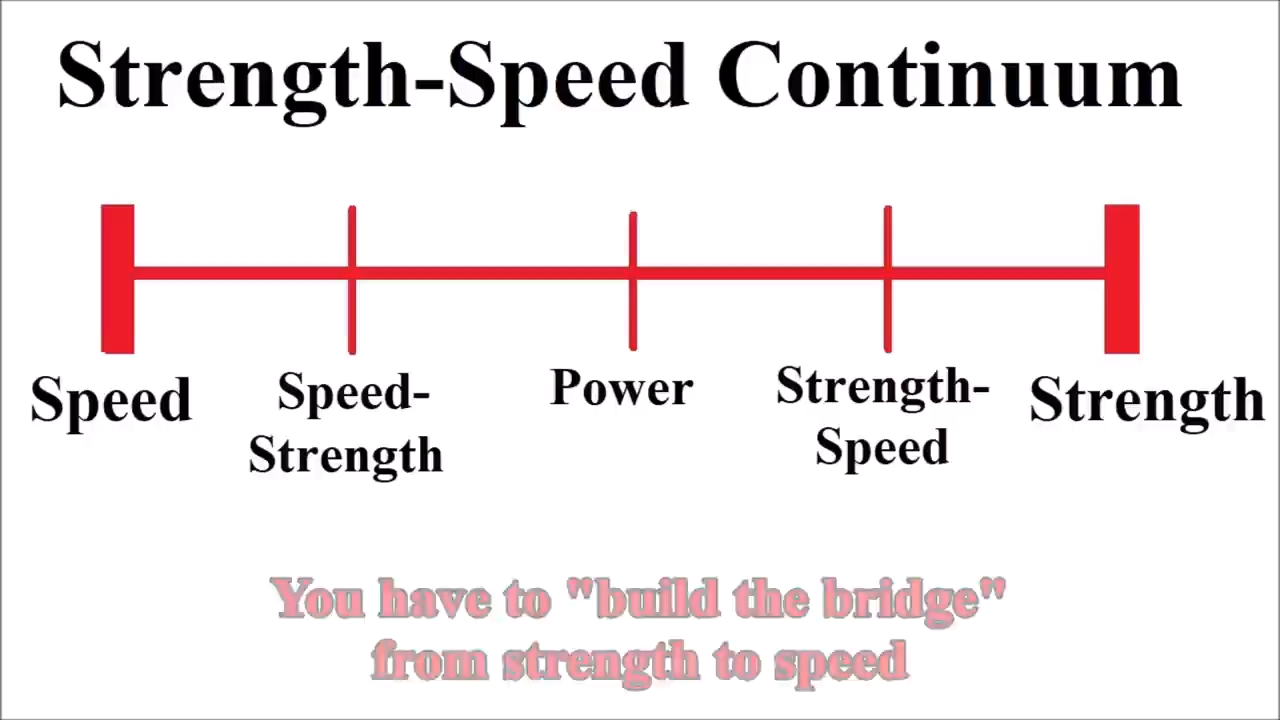 Strength-Speed Continuum
Speed
Speed-
Strength
Power
Strength-
Speed
Strength
You have to "build the bridge"
from strength to speed